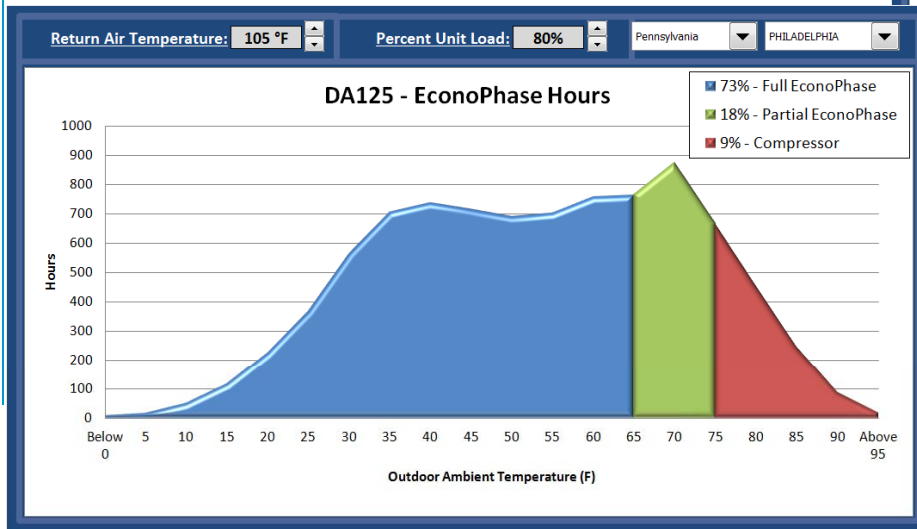 Return Air Temperature: 105 °F Percent Unit Load: 80% Pennsylvania PHILADELPHIA
DA125 - EconoPhase Hours
73% - Full EconoPhase
18% - Partial EconoPhase
9% - Compressor
1000
900
800
700
600
500
400
300
200
100
0
Hours
Below 0 5 10 15 20 25 30 35 40 45 50 55 60 65 70 75 80 85 90 Above 95
Outdoor Ambient Temperature (F)